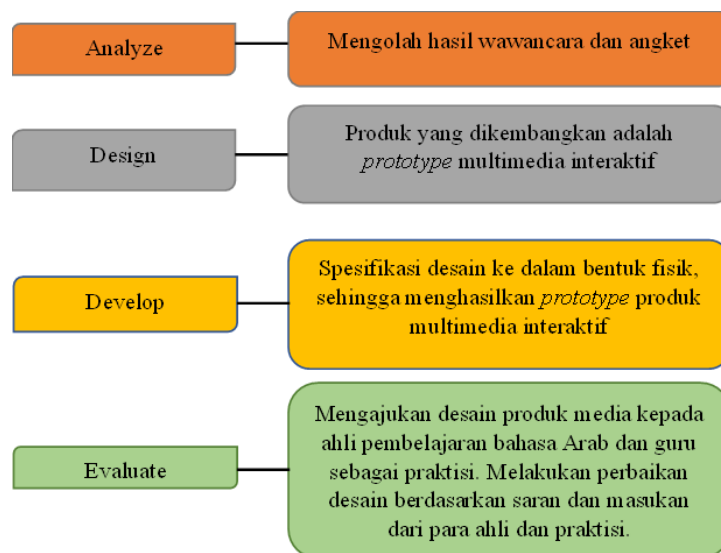 Analyze
Mengolah hasil wawancara dan angket
Design
Produk yang dikembangkan adalah
prototype multimedia interaktif
Develop
Spesifikasi desain ke dalam bentuk fisik,
sehingga menghasilkan prototype produk
multimedia interaktif
Evaluate
Mengajukan desain produk media kepada
ahli pembelajaran bahasa Arab dan guru
sebagai praktisi. Melakukan perbaikan
desain berdasarkan saran dan masukan
dari para ahli dan praktisi.